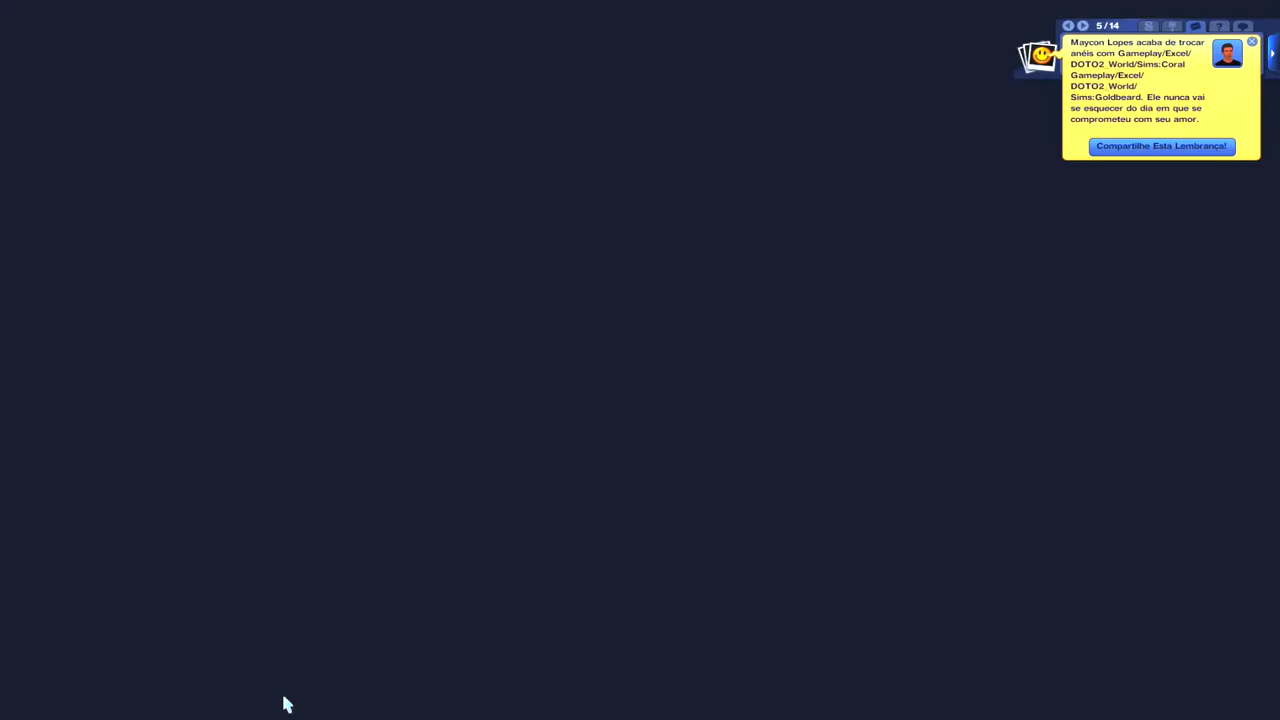 5/14
Maycon Lopes acaba de trocar
anéis com Gameplay/Excel/
DOTO2_World/Sims:Coral
Gameplay/Excel/
DOTO2_World/
Sims:Goldbeard. Ele nunca vai
se esquecer do dia em que se
comprometeu com seu amor.
Compartilhe Esta Lembrança!